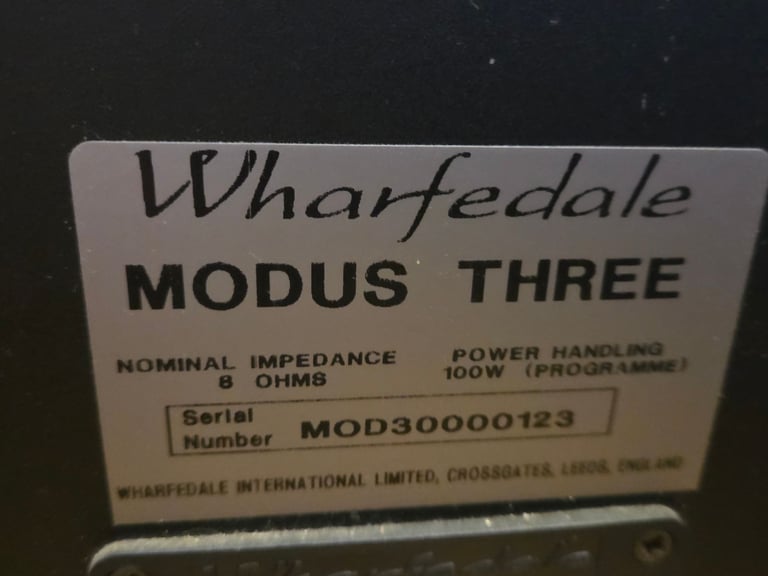 Wharfedale
MODUS THREE
NOMINAL IMPEDANCE
8 OHMS
POWER HANDLING
100W (PROGRAMME)
Serial
Number
MOD30000123
WHARFEDALE INTERNATIONAL LIMITED, CROSSGATES, LEEDS, ENGLAND
Wharfedale